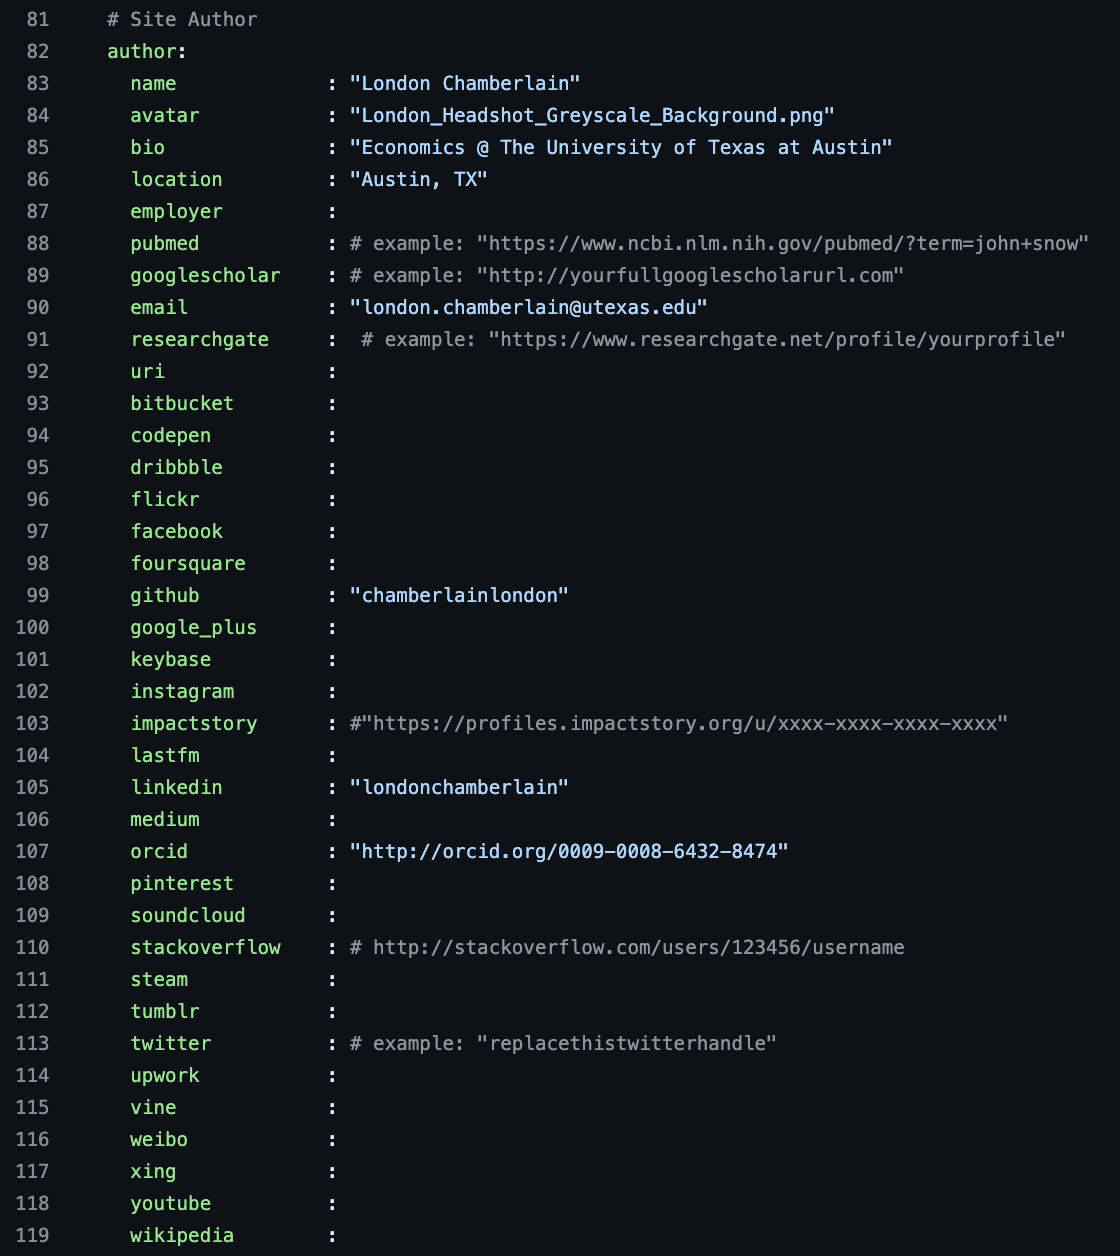 81 # Site Author
82 author:
83 name : "London Chamberlain"
84 avatar : "London_Headshot_Greyscale_Background.png"
85 bio : "Economics @ The University of Texas at Austin"
86 location : "Austin, TX"
87 employer :
88 pubmed : # example: "https://www.ncbi.nlm.nih.gov/pubmed/?term=john+snow"
89 googlescholar : # example: "http://yourfullgooglescholarurl.com"
90 email : "london.chamberlain@utexas.edu"
91 researchgate : # example: "https://www.researchgate.net/profile/yourprofile"
92 uri :
93 bitbucket :
94 codepen :
95 dribbble :
96 flickr :
97 facebook :
98 foursquare :
99 github : "chamberlainlondon"
100 google_plus :
101 keybase :
102 instagram :
103 impactstory : #"https://profiles.impactstory.org/u/xxxx-xxxx-xxxx-xxxx"
104 lastfm :
105 linkedin : "londonchamberlain"
106 medium :
107 orcid : "http://orcid.org/0009-0008-6432-8474"
108 pinterest :
109 soundcloud :
110 stackoverflow : # http://stackoverflow.com/users/123456/username
111 steam :
112 tumblr :
113 twitter : # example: "replacethistwitterhandle"
114 upwork :
115 vine :
116 weibo :
117 xing :
118 youtube :
119 wikipedia :